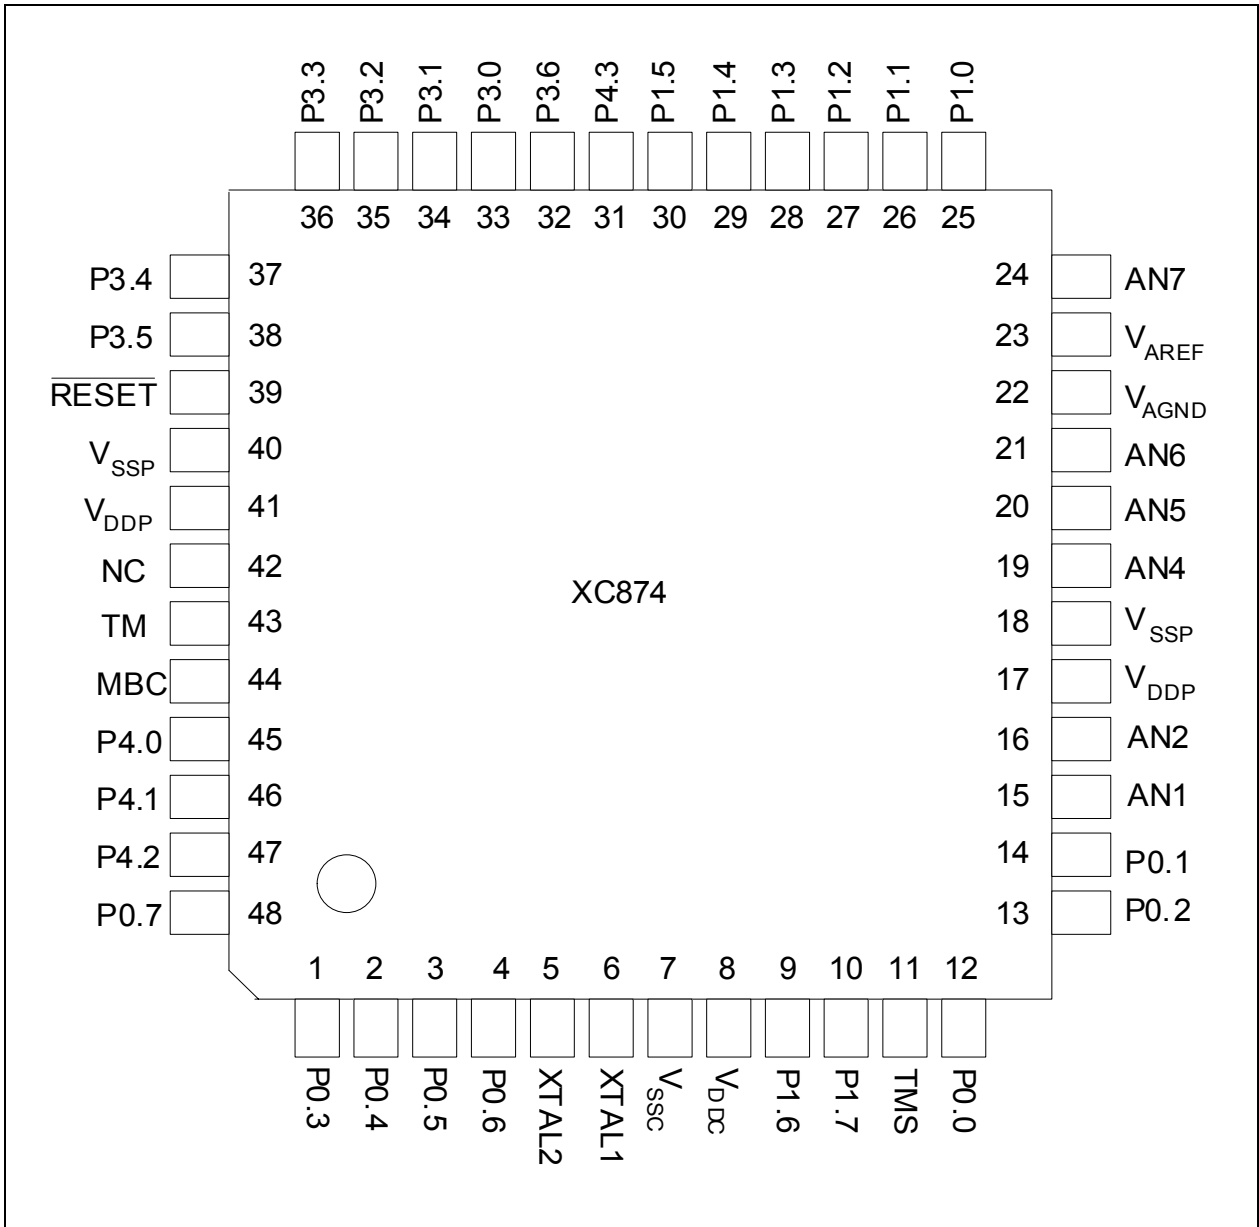 P3.3 P3.2 P3.1 P3.0 P3.6 P4.3 P1.5 P1.4 P1.3 P1.2 P1.1 P1.0
36 35 34 33 32 31 30 29 28 27 26 25
P3.4 37 24 AN7
P3.5 38 23 VAREF
RESET 39 22 VAGND
VSSP 40 21 AN6
VDDP 41 20 AN5
NC 42 19 AN4
XC874
TM 43 18 VSSP
MBC 44 17 VDDP
P4.0 45 16 AN2
P4.1 46 15 AN1
P4.2 47 14 P0.1
P0.7 48 13 P0.2
1 2 3 4 5 6 7 8 9 10 11 12
P0.3 P0.4 P0.5 P0.6 XTAL2 XTAL1 VSSC VDDC P1.6 P1.7 TMS P0.0